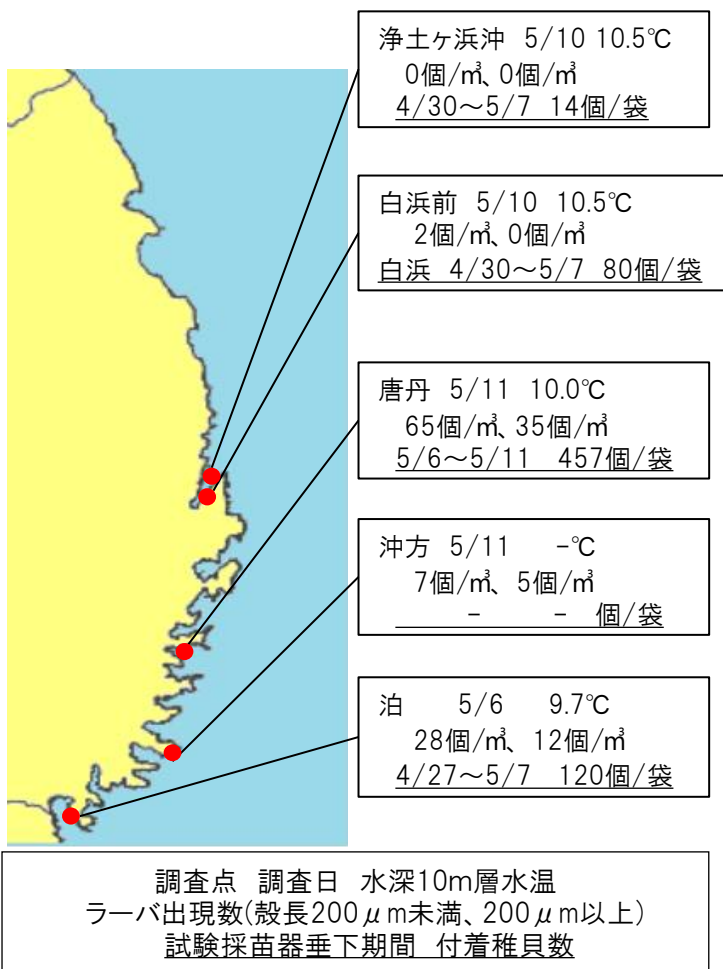 浄土ヶ浜沖 5/10 10.5℃
0個/㎥、0個/㎥
4/30～5/7 14個/袋
白浜前 5/10 10.5℃
2個/㎥、0個/㎥
白浜 4/30～5/7 80個/袋
唐丹 5/11 10.0℃
65個/㎥、35個/㎥
5/6～5/11 457個/袋
沖方 5/11 -℃
7個/㎥、5個/㎥
- - 個/袋
泊 5/6 9.7℃
28個/㎥、12個/㎥
4/27～5/7 120個/袋
調査点 調査日 水深10m層水温
ラーバ出現数(殻長200μm未満、200μm以上)
試験採苗器垂下期間 付着稚貝数